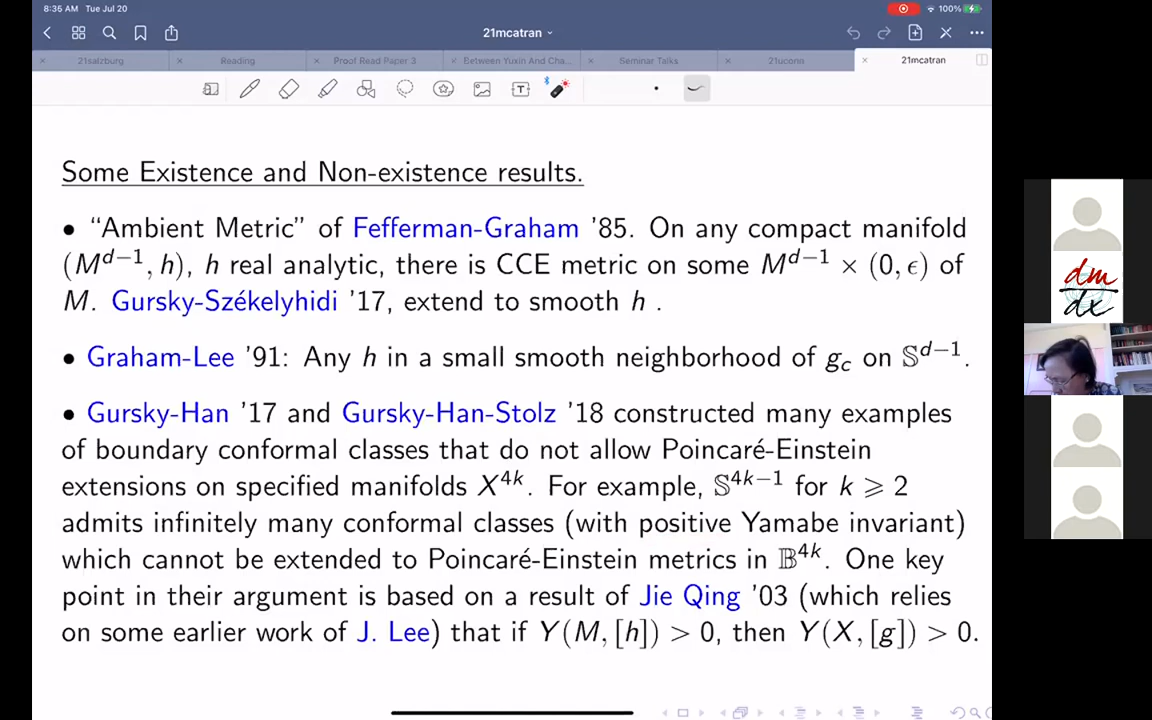 8:35 AM Tue Jul 20
100%
21mcatran
21salzburg
Reading
Proof Read Paper 3
Between Yuxin And Cha...
Seminar Talks
21uconn
21mcatran
Some Existence and Non-existence results.
• “Ambient Metric” of Fefferman-Graham '85. On any compact manifold
(M^{d−1}, h), h real analytic, there is CCE metric on some M^{d−1} × (0, ϵ) of
M. Gursky-Székelyhidi '17, extend to smooth h .
• Graham-Lee '91: Any h in a small smooth neighborhood of g_c on 𝕊^{d−1}.
• Gursky-Han '17 and Gursky-Han-Stolz '18 constructed many examples
of boundary conformal classes that do not allow Poincaré-Einstein
extensions on specified manifolds X^{4k}. For example, 𝕊^{4k−1} for k ⩾ 2
admits infinitely many conformal classes (with positive Yamabe invariant)
which cannot be extended to Poincaré-Einstein metrics in 𝔹^{4k}. One key
point in their argument is based on a result of Jie Qing '03 (which relies
on some earlier work of J. Lee) that if Y(M, [h]) > 0, then Y(X, [g]) > 0.
dm
dx